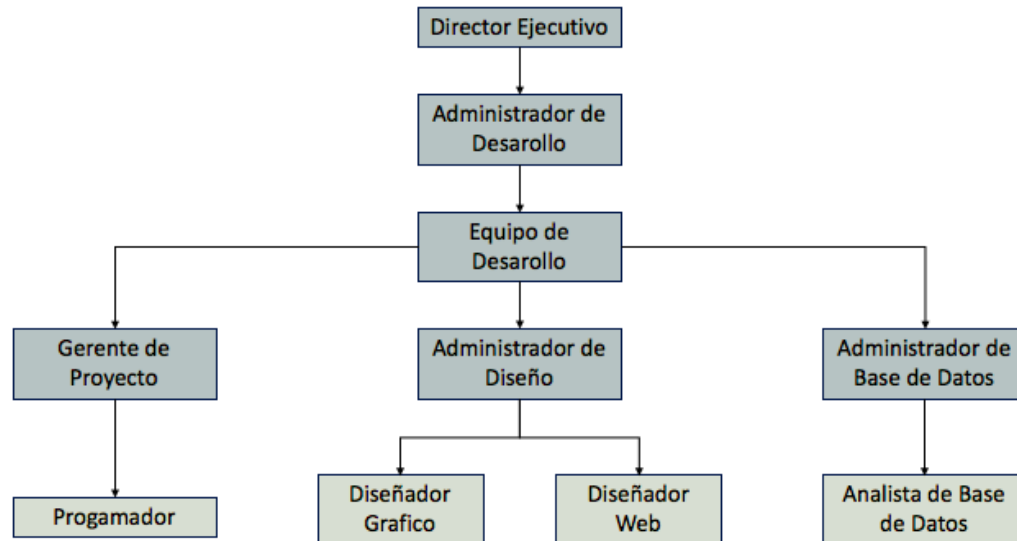 Director Ejecutivo
Administrador de
Desarollo
Equipo de
Desarollo
Gerente de
Proyecto
Administrador de
Diseño
Administrador de
Base de Datos
Progamador
Diseñador
Grafico
Diseñador
Web
Analista de Base
de Datos